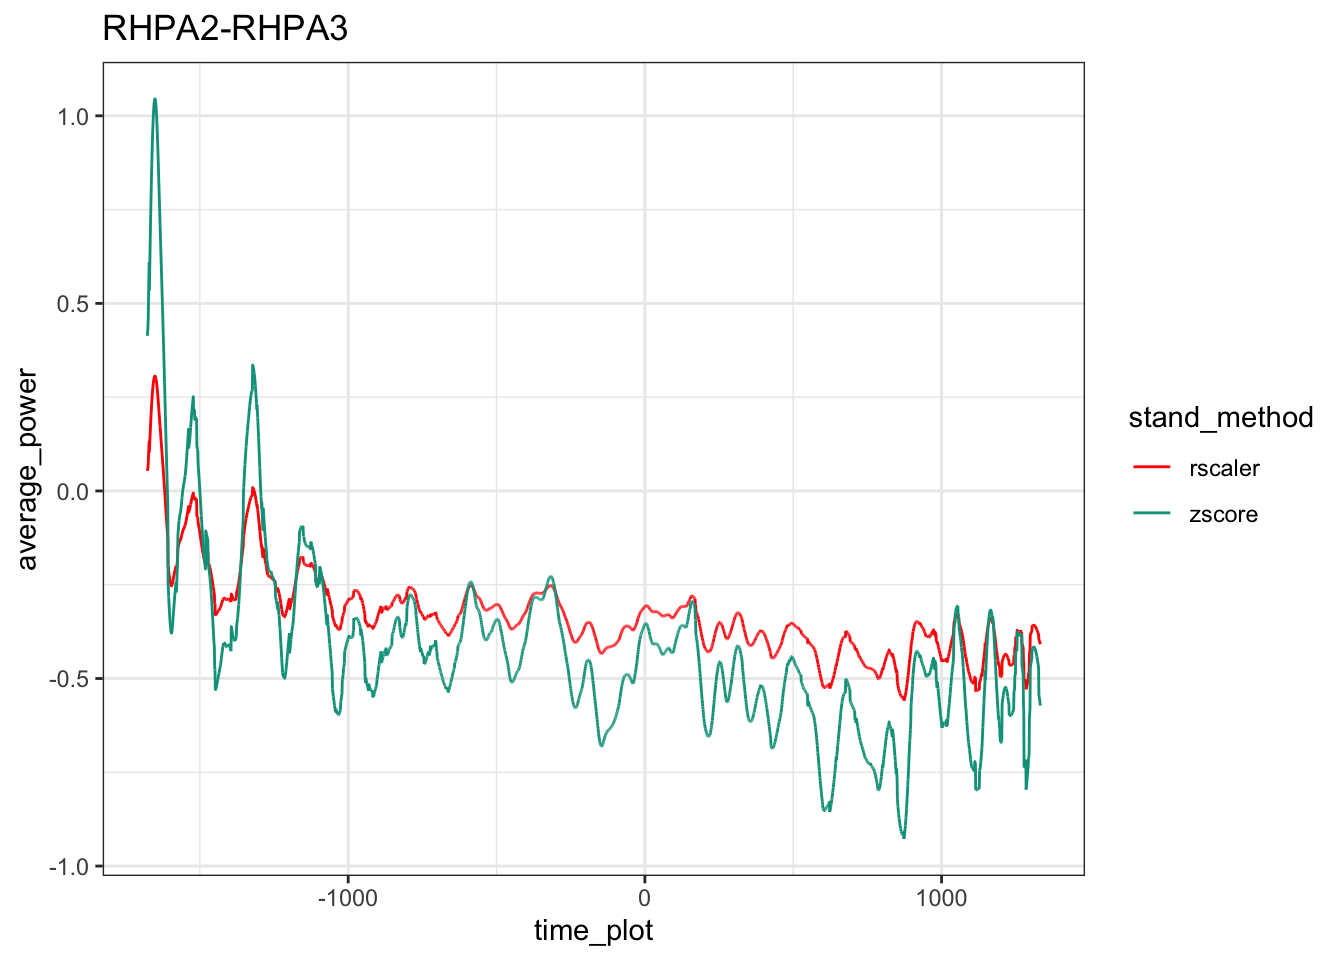 RHPA2-RHPA3
1.0
0.5
0.0
-0.5
-1.0
average_power
-1000
0
1000
time_plot
stand_method
rscaler
zscore